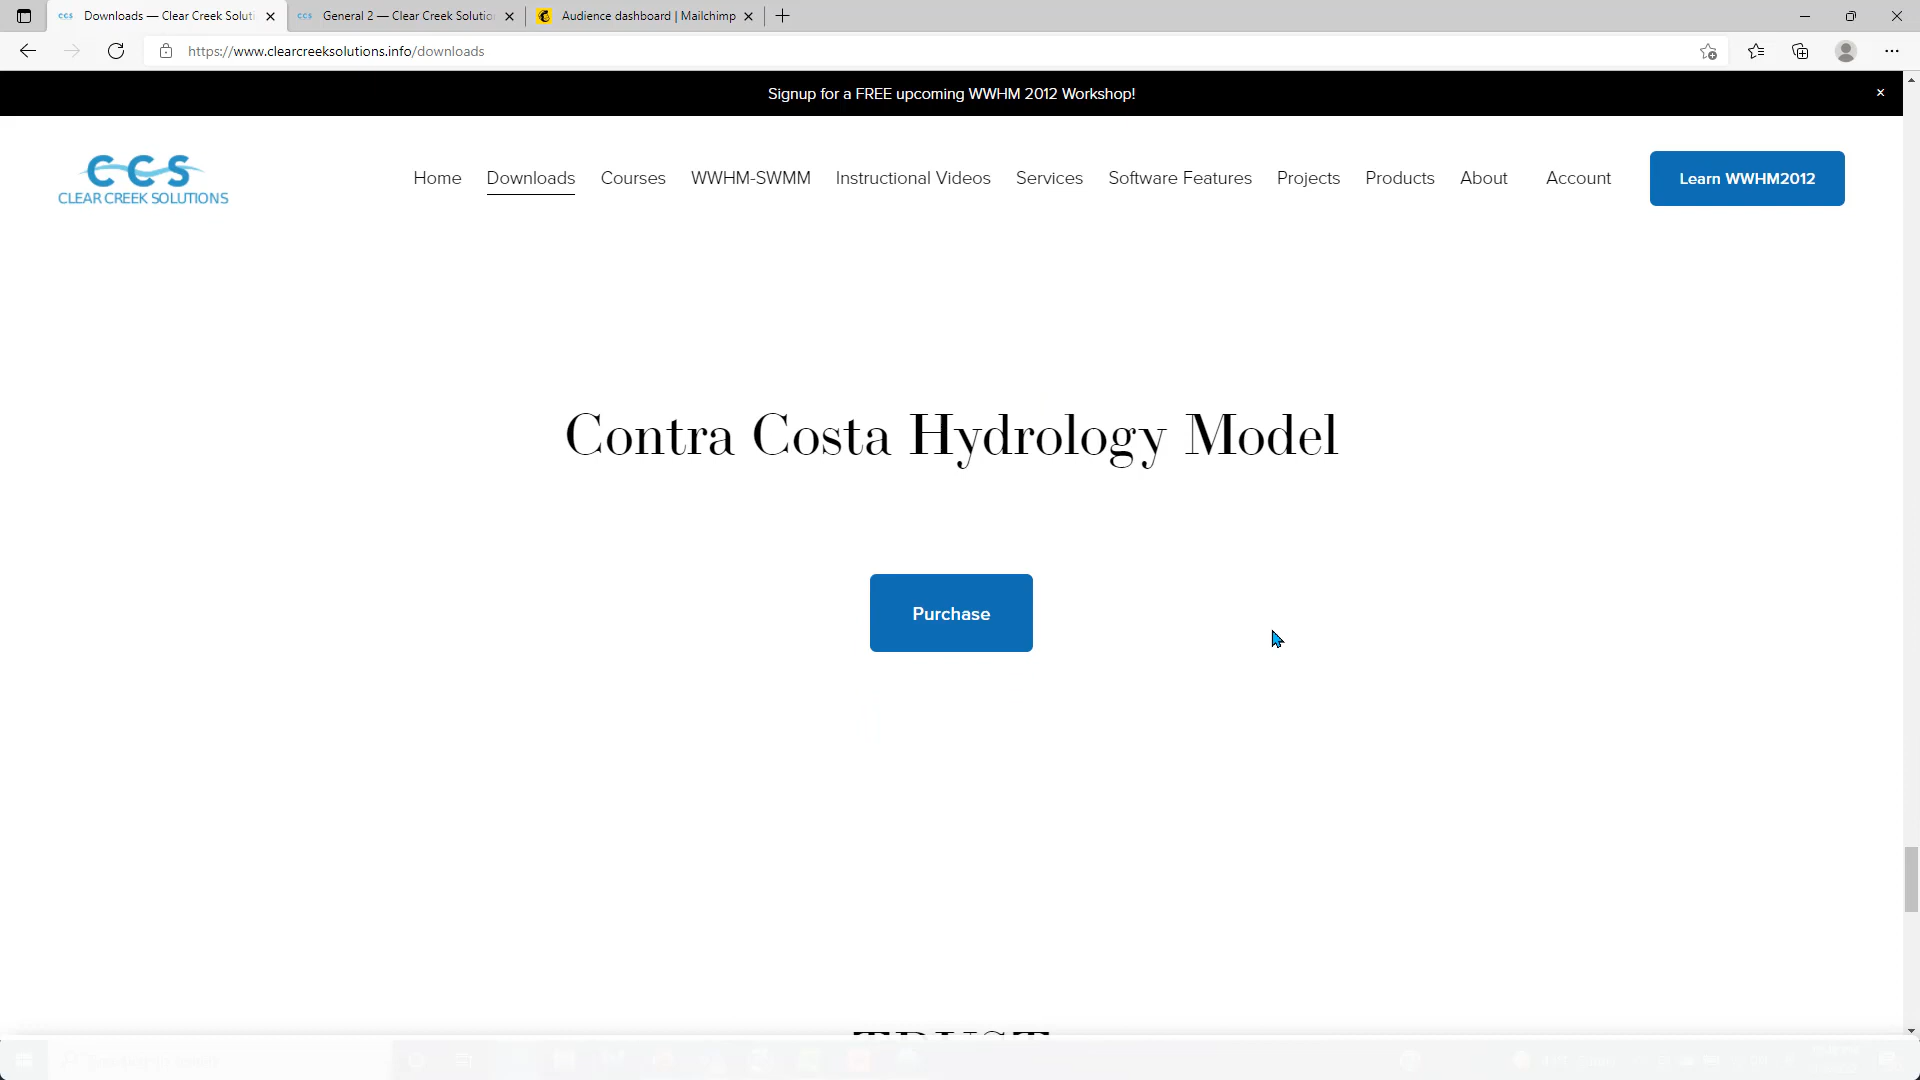 Downloads — Clear Creek Soluti
General 2 — Clear Creek Solutio
Audience dashboard | Mailchimp
https://www.clearcreeksolutions.info/downloads
Signup for a FREE upcoming WWHM 2012 Workshop!
CCS
CLEAR CREEK SOLUTIONS
Home
Downloads
Courses
WWHM-SWMM
Instructional Videos
Services
Software Features
Projects
Products
About
Account
Learn WWHM2012
Contra Costa Hydrology Model
Purchase